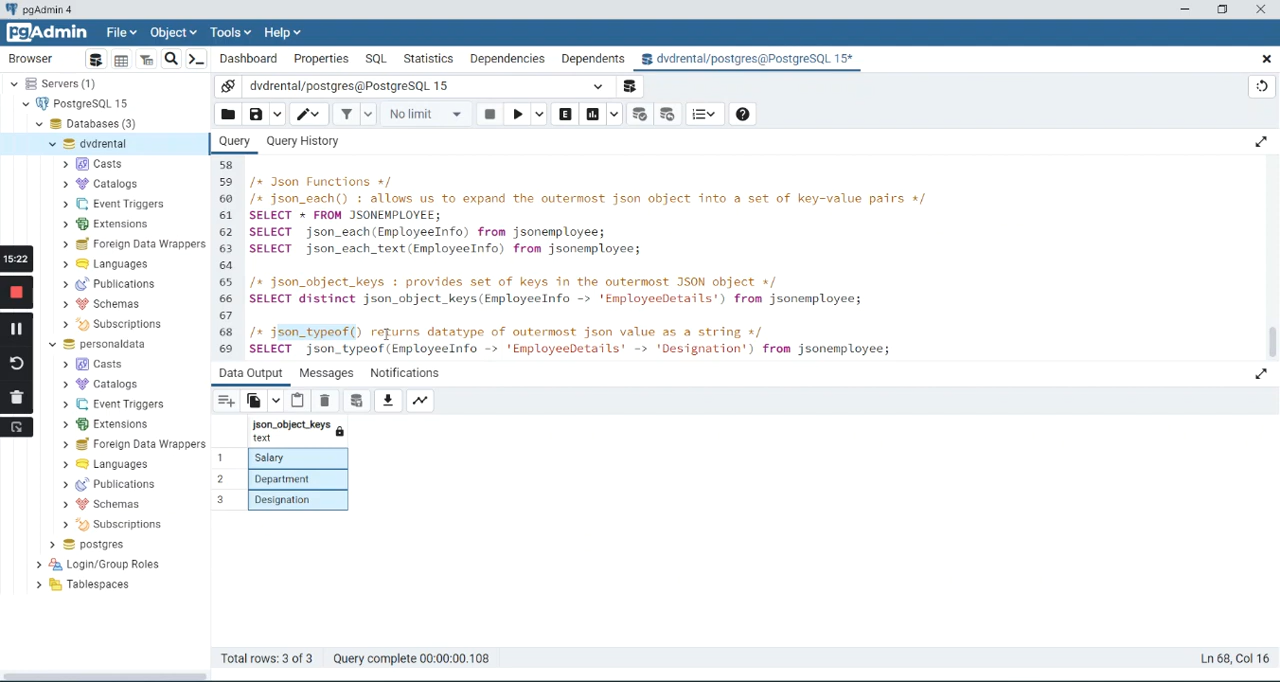 pgAdmin 4
pgAdmin File Object Tools Help
Browser Dashboard Properties SQL Statistics Dependencies Dependents dvdrental/postgres@PostgreSQL 15*
Servers (1)
PostgreSQL 15
Databases (3)
dvdrental
Casts
Catalogs
Event Triggers
Extensions
Foreign Data Wrappers
Languages
Publications
Schemas
Subscriptions
personaldata
Casts
Catalogs
Event Triggers
Extensions
Foreign Data Wrappers
Languages
Publications
Schemas
Subscriptions
postgres
Login/Group Roles
Tablespaces
15:22
dvdrental/postgres@PostgreSQL 15
No limit
E
Query Query History
58
59 /* Json Functions */
60 /* json_each() : allows us to expand the outermost json object into a set of key-value pairs */
61 SELECT * FROM JSONEMPLOYEE;
62 SELECT json_each(EmployeeInfo) from jsonemployee;
63 SELECT json_each_text(EmployeeInfo) from jsonemployee;
64
65 /* json_object_keys : provides set of keys in the outermost JSON object */
66 SELECT distinct json_object_keys(EmployeeInfo -> 'EmployeeDetails') from jsonemployee;
67
68 /* json_typeof() returns datatype of outermost json value as a string */
69 SELECT json_typeof(EmployeeInfo -> 'EmployeeDetails' -> 'Designation') from jsonemployee;
Data Output Messages Notifications
json_object_keys
text
1 Salary
2 Department
3 Designation
Total rows: 3 of 3 Query complete 00:00:00.108 Ln 68, Col 16